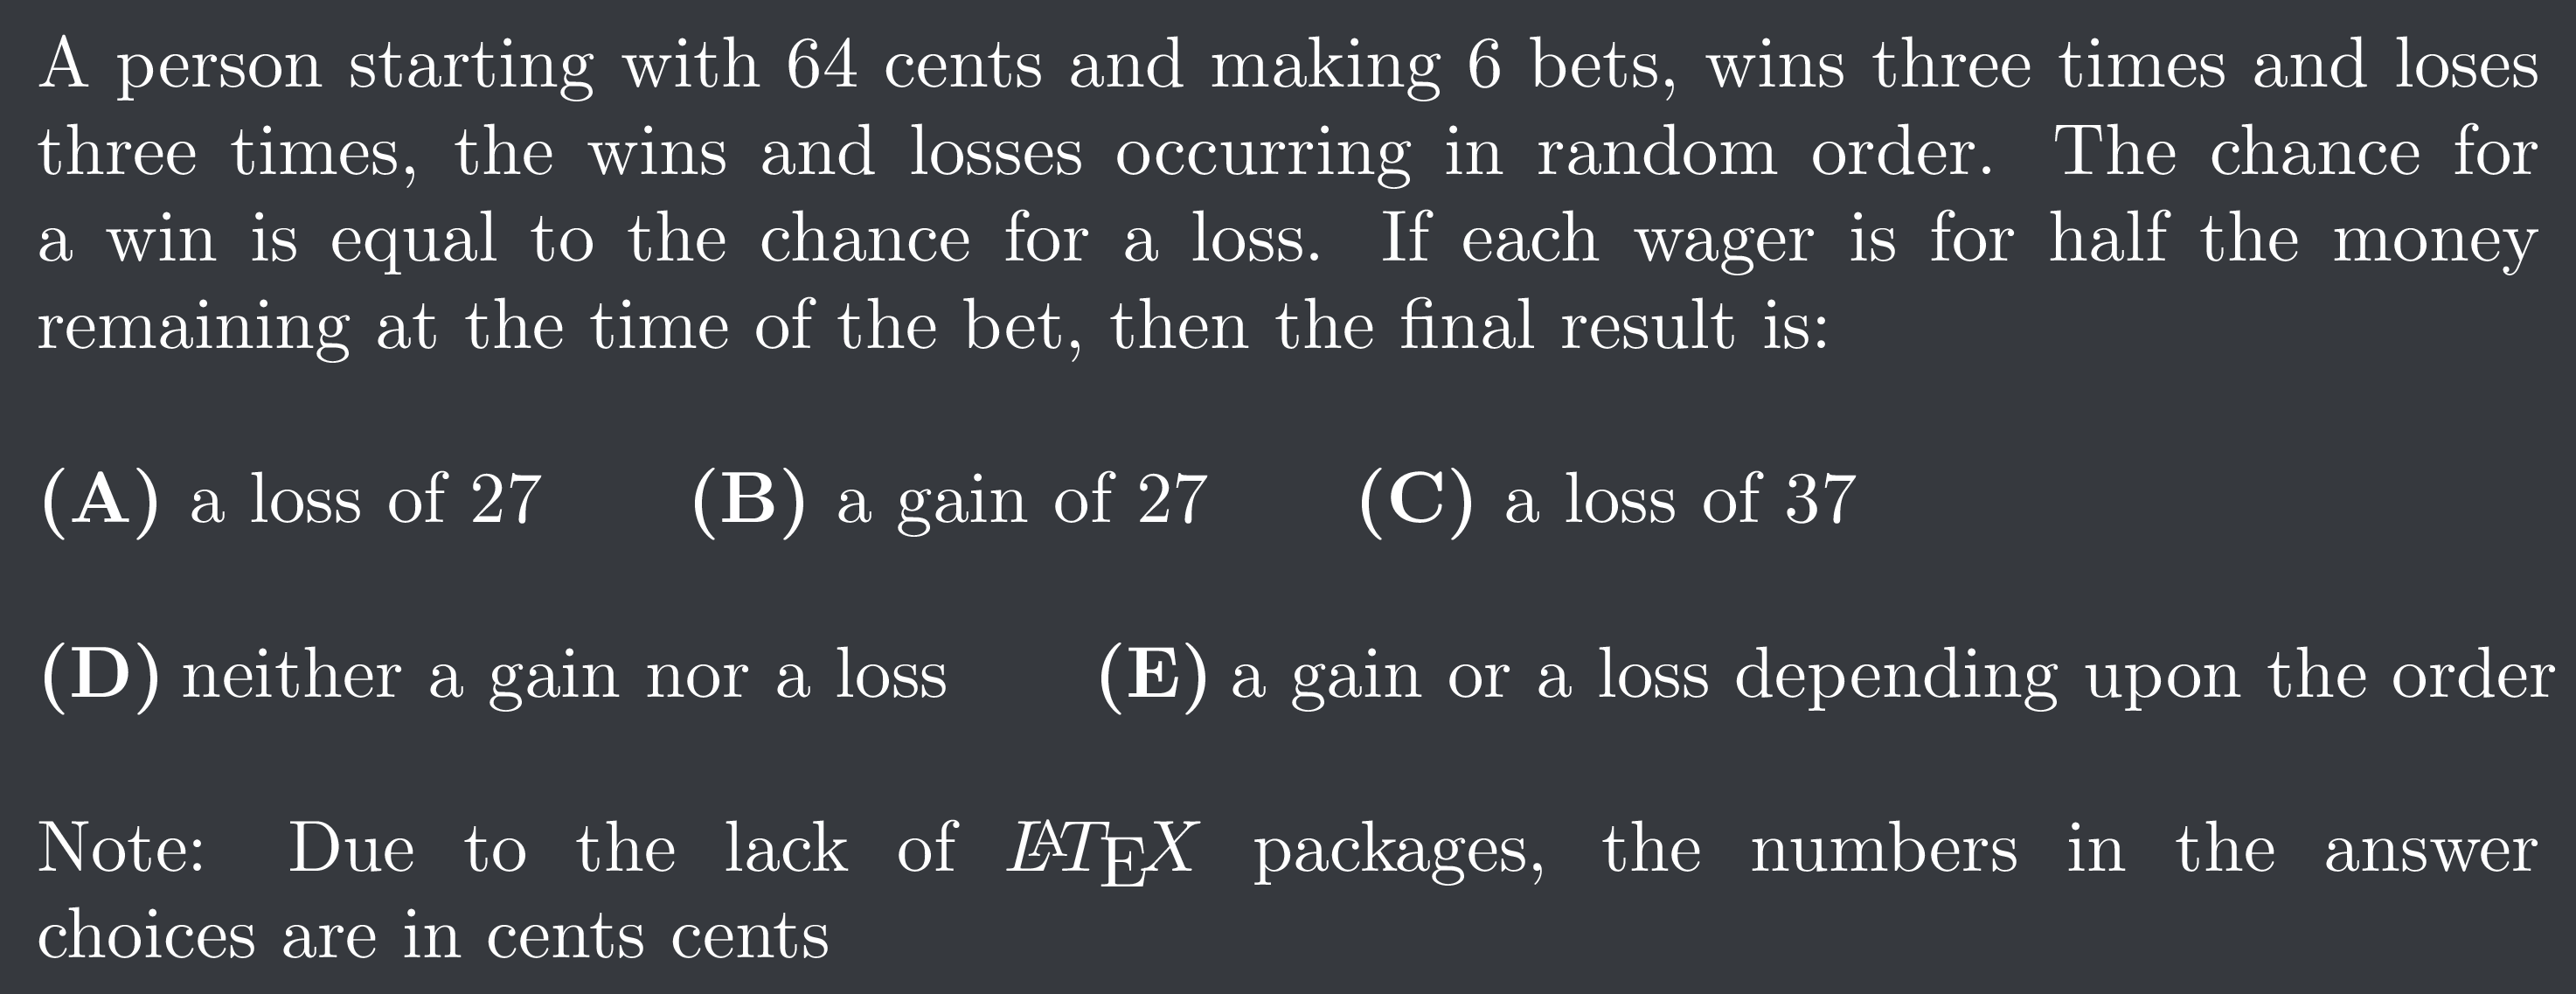 A person starting with 64 cents and making 6 bets, wins three times and loses
three times, the wins and losses occurring in random order. The chance for
a win is equal to the chance for a loss. If each wager is for half the money
remaining at the time of the bet, then the final result is:
(A) a loss of 27 (B) a gain of 27 (C) a loss of 37
(D) neither a gain nor a loss (E) a gain or a loss depending upon the order
Note: Due to the lack of LATEX packages, the numbers in the answer
choices are in cents cents